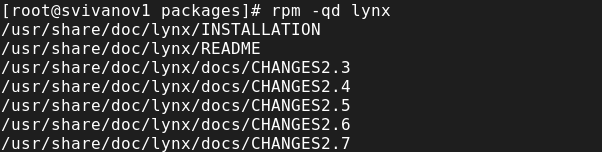 [root@svivanov1 packages]# rpm -qd lynx
/usr/share/doc/lynx/INSTALLATION
/usr/share/doc/lynx/README
/usr/share/doc/lynx/docs/CHANGES2.3
/usr/share/doc/lynx/docs/CHANGES2.4
/usr/share/doc/lynx/docs/CHANGES2.5
/usr/share/doc/lynx/docs/CHANGES2.6
/usr/share/doc/lynx/docs/CHANGES2.7